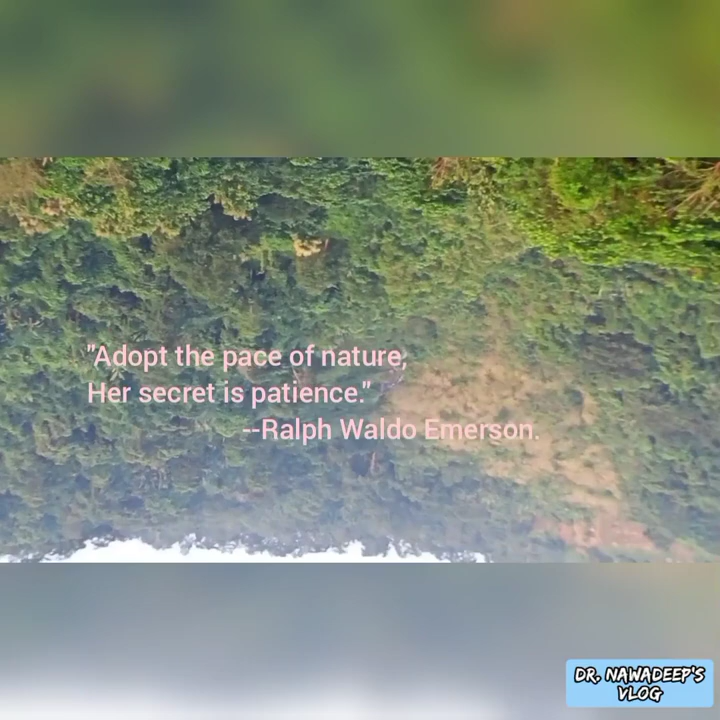 "Adopt the pace of nature,
Her secret is patience."
--Ralph Waldo Emerson.
DR. NAWADEEP'S
VLOG